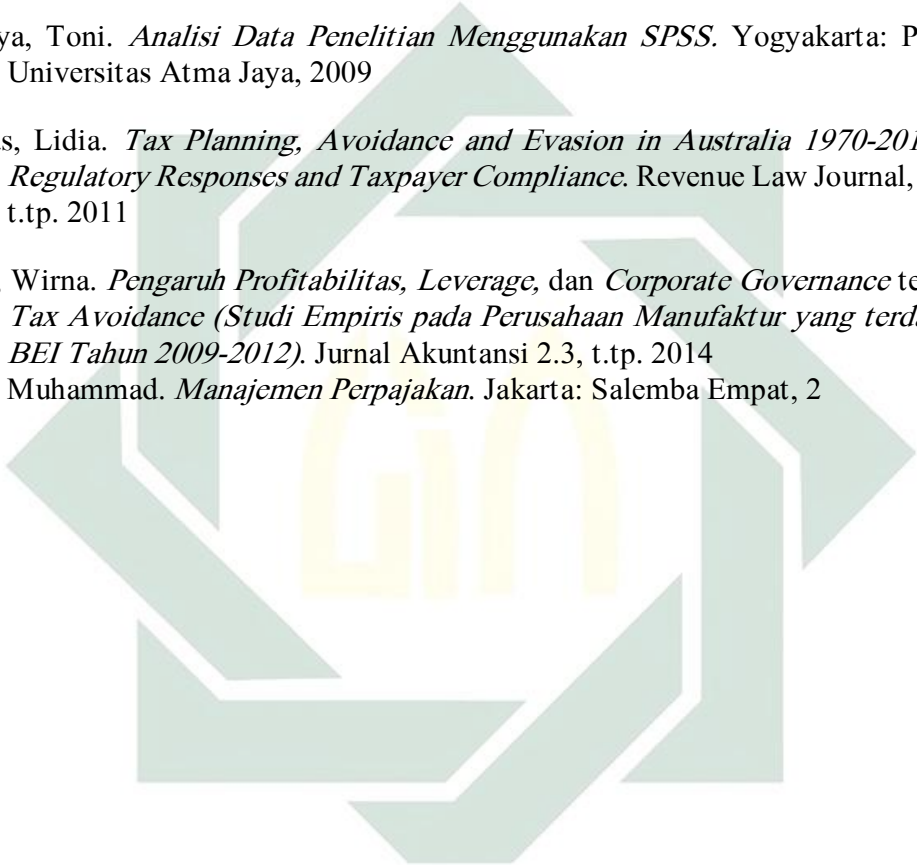 ya, Toni. Analisi Data Penelitian Menggunakan SPSS. Yogyakarta: P
Universitas Atma Jaya, 2009
s, Lidia. Tax Planning, Avoidance and Evasion in Australia 1970-201
Regulatory Responses and Taxpayer Compliance. Revenue Law Journal,
t.tp. 2011
Wirna. Pengaruh Profitabilitas, Leverage, dan Corporate Governance te
Tax Avoidance (Studi Empiris pada Perusahaan Manufaktur yang terd
BEI Tahun 2009-2012). Jurnal Akuntansi 2.3, t.tp. 2014
Muhammad. Manajemen Perpajakan. Jakarta: Salemba Empat, 2